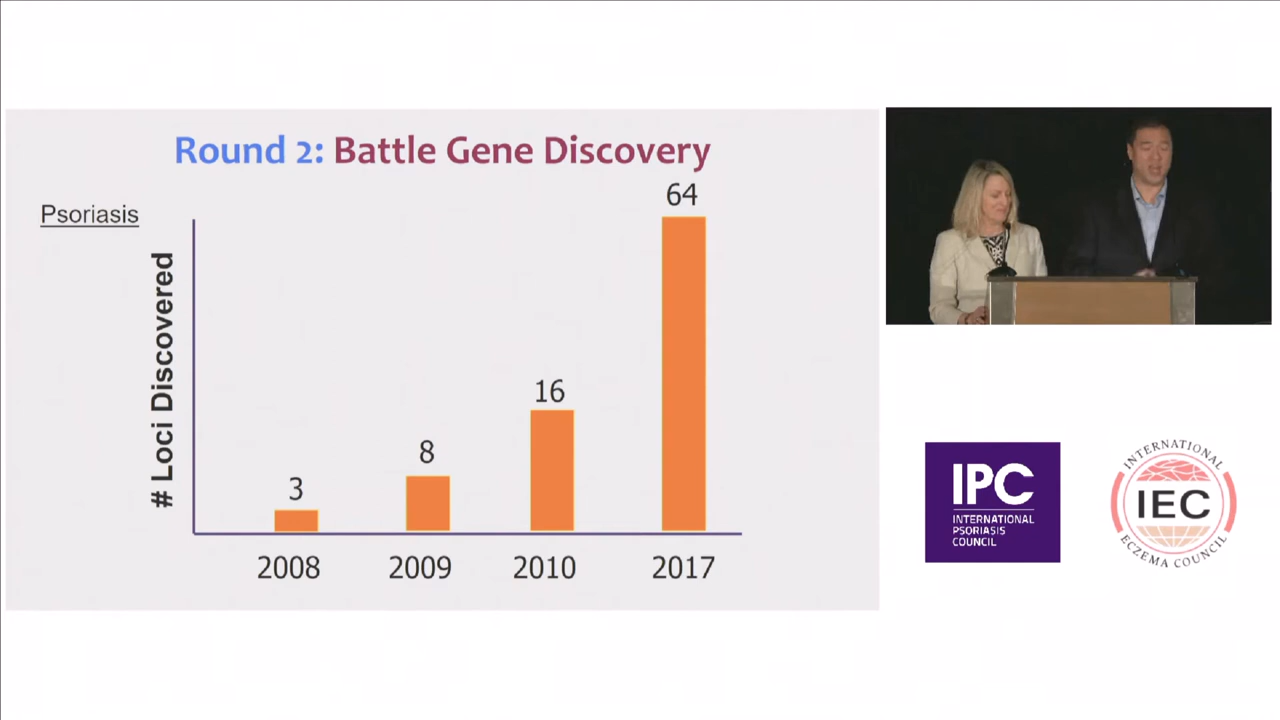 Round 2: Battle Gene Discovery
Psoriasis
# Loci Discovered
3
8
16
64
2008
2009
2010
2017
IPC
INTERNATIONAL
PSORIASIS
COUNCIL
INTERNATIONAL
IEC
ECZEMA COUNCIL